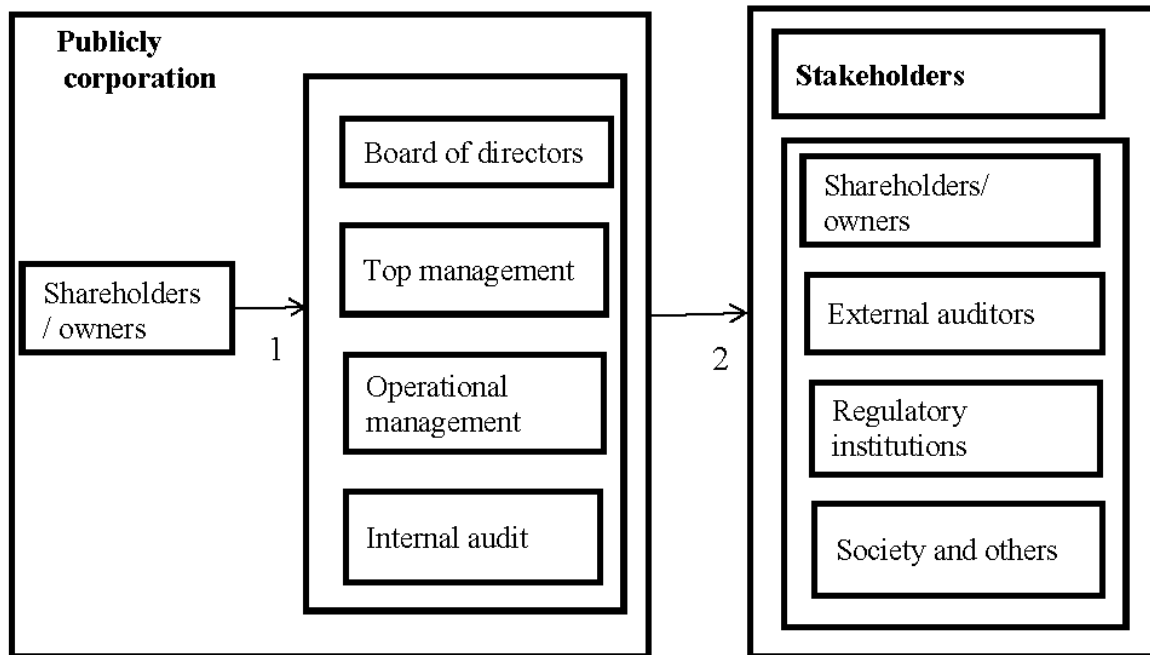 Publicly
corporation
Board of directors
Top management
Shareholders
/ owners
1
Operational
management
Internal audit
2
Stakeholders
Shareholders/
owners
External auditors
Regulatory
institutions
Society and others